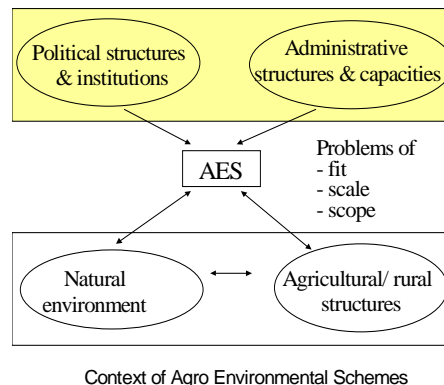 Political structures
& institutions
Administrative
structures & capacities
AES
Problems of
- fit
- scale
- scope
Natural
environment
Agricultural/ rural
structures
Context of Agro Environmental Schemes